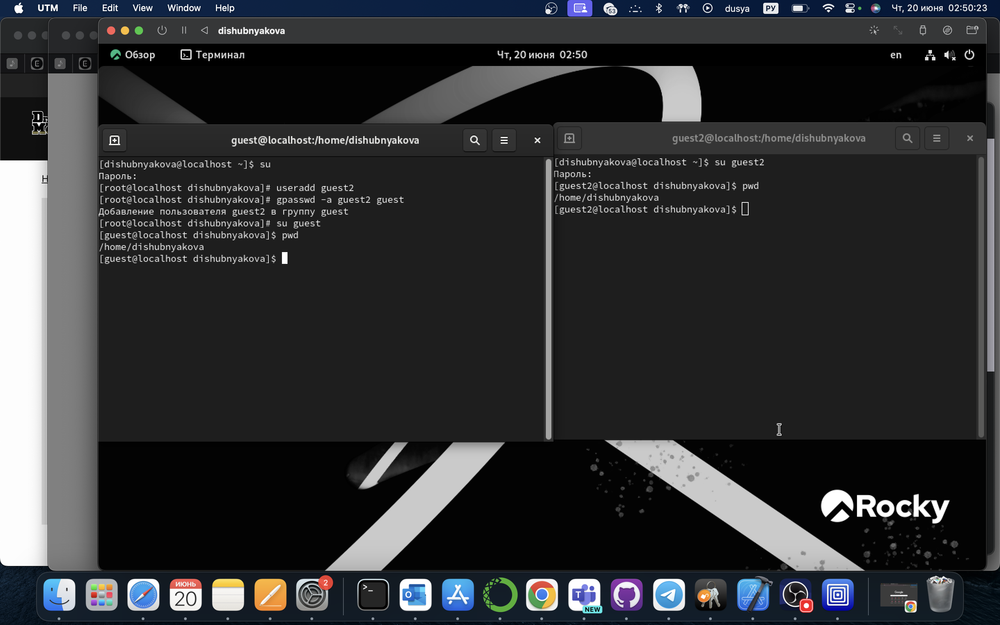 UTM File Edit View Window Help
53
dusya
РУ
Чт, 20 июня 02:50:23
dishubnyakova
Обзор
Терминал
Чт, 20 июня 02:50
en
guest@localhost:/home/dishubnyakova
[dishubnyakova@localhost ~]$ su
Пароль:
[root@localhost dishubnyakova]# useradd guest2
[root@localhost dishubnyakova]# gpasswd -a guest2 guest
Добавление пользователя guest2 в группу guest
[root@localhost dishubnyakova]# su guest
[guest@localhost dishubnyakova]$ pwd
/home/dishubnyakova
[guest@localhost dishubnyakova]$
guest2@localhost:/home/dishubnyakova
[dishubnyakova@localhost ~]$ su guest2
Пароль:
[guest2@localhost dishubnyakova]$ pwd
/home/dishubnyakova
[guest2@localhost dishubnyakova]$
Rocky
ИЮНЬ
20
2
NEW
Google